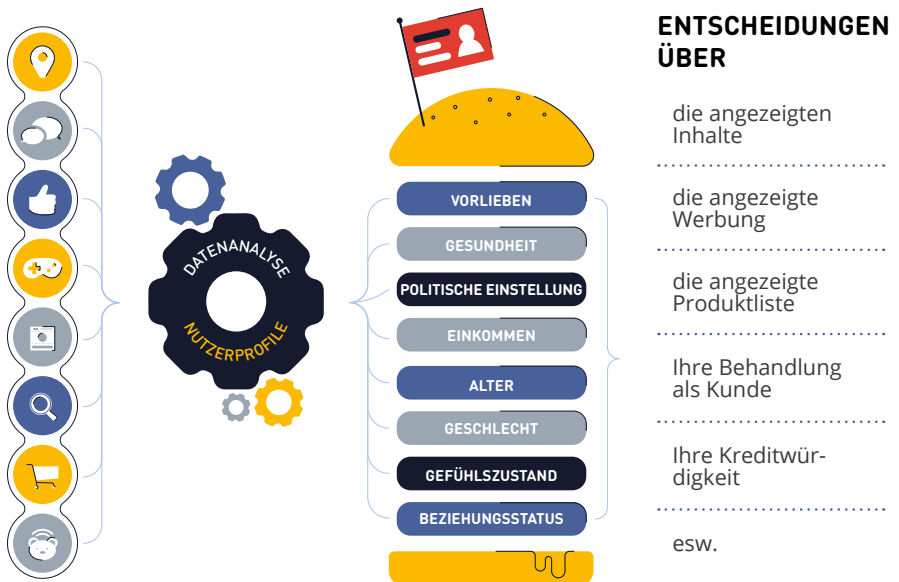 DATENANALYSE
NUTZERPROFILE
VORLIEBEN
GESUNDHEIT
POLITISCHE EINSTELLUNG
EINKOMMEN
ALTER
GESCHLECHT
GEFÜHLSZUSTAND
BEZIEHUNGSSTATUS
ENTSCHEIDUNGEN
ÜBER
die angezeigten
Inhalte
die angezeigte
Werbung
die angezeigte
Produktliste
Ihre Behandlung
als Kunde
Ihre Kreditwür-
digkeit
esw.